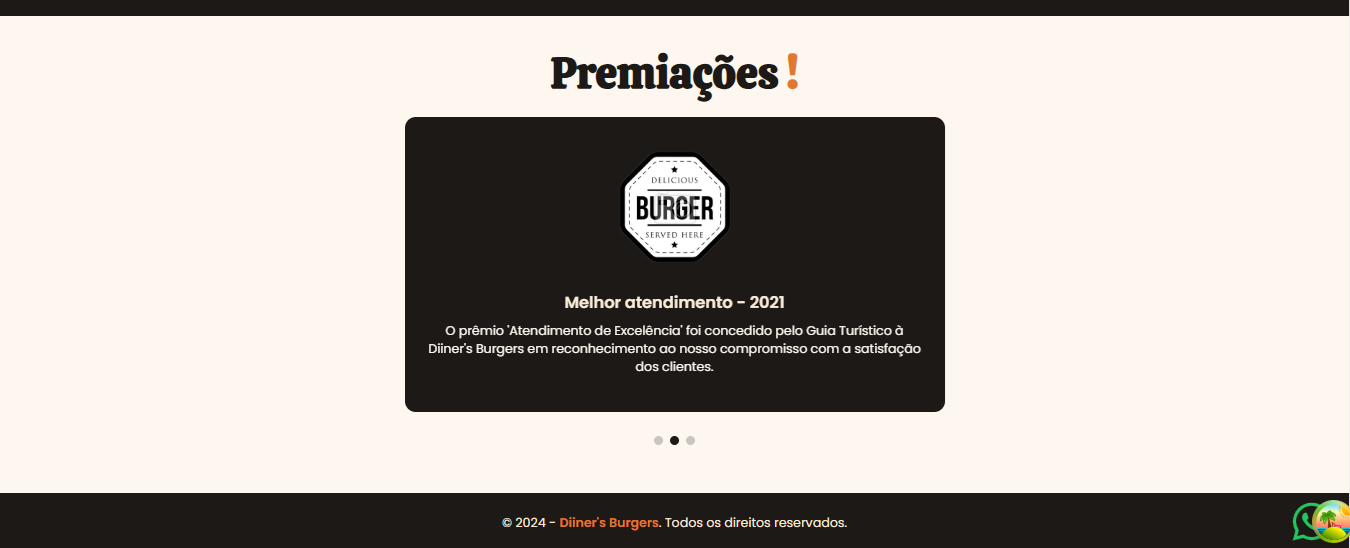 Premiações !
DELICIOUS
BURGER
SERVED HERE
Melhor atendimento - 2021
O prêmio 'Atendimento de Excelência' foi concedido pelo Guia Turístico à
Diiner's Burgers em reconhecimento ao nosso compromisso com a satisfação
dos clientes.
© 2024 - Diiner's Burgers. Todos os direitos reservados.